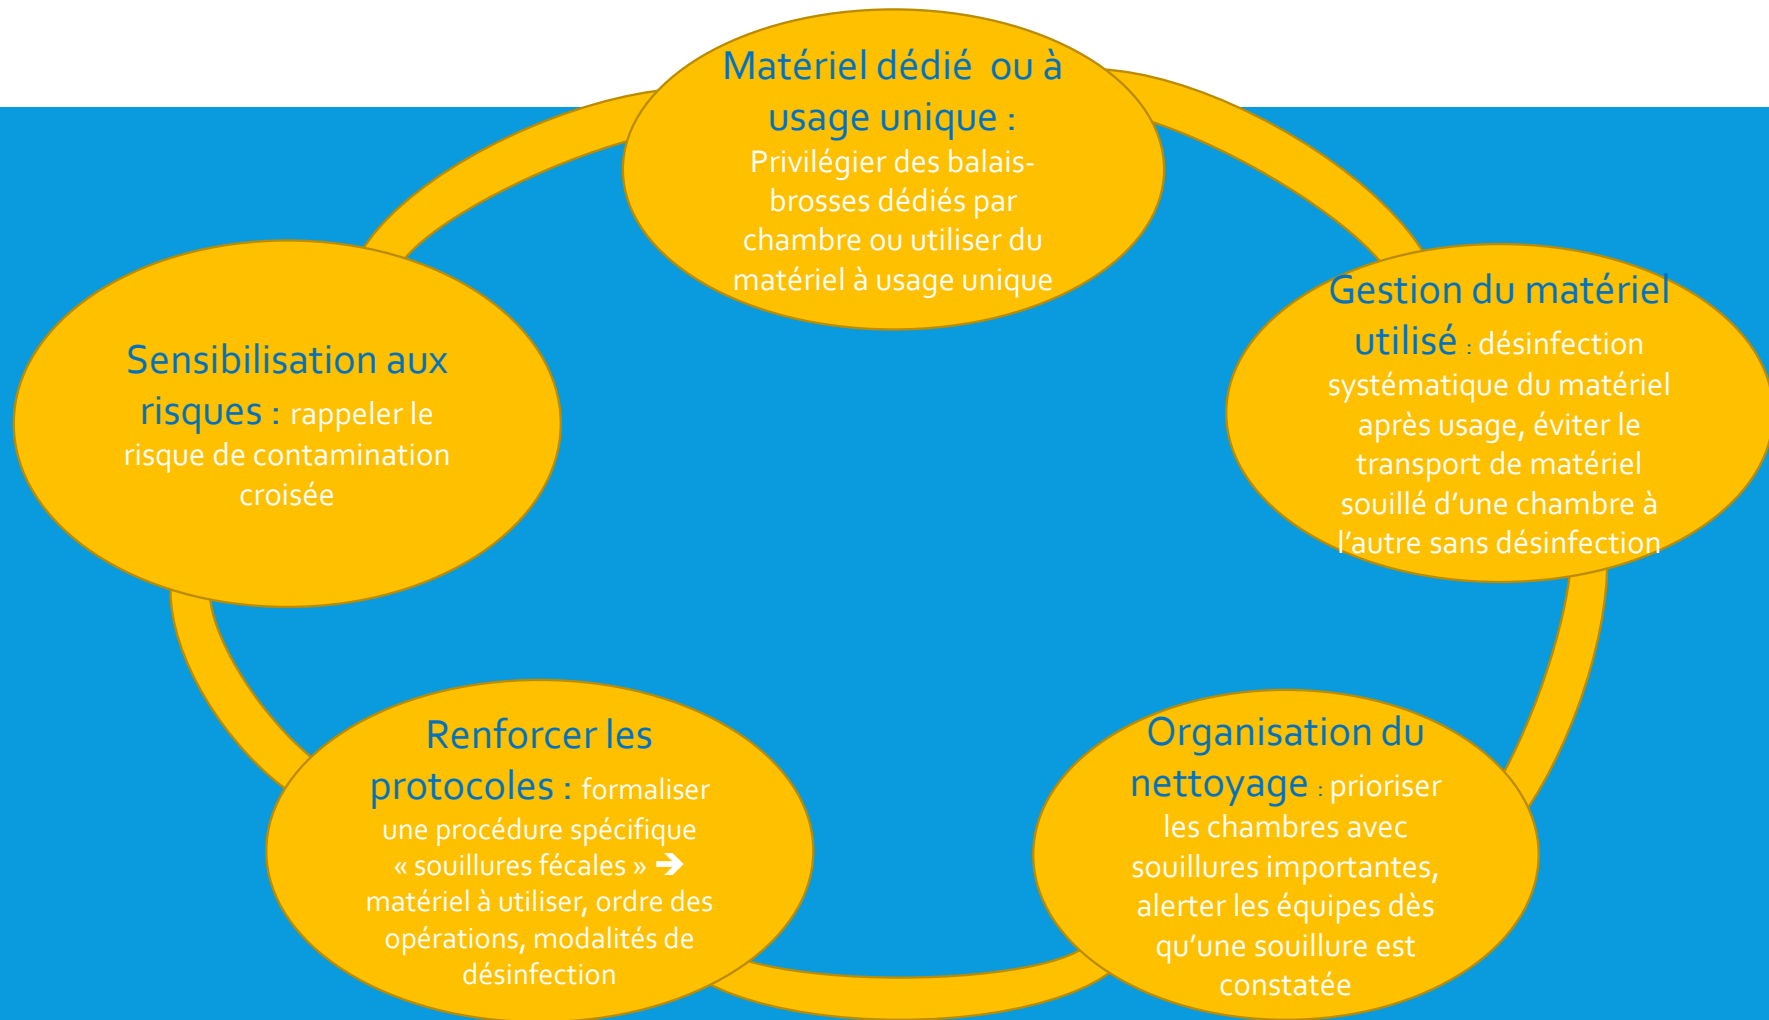 Matériel dédié ou à
usage unique :
Privilégier des balais-
brosses dédiés par
chambre ou utiliser du
matériel à usage unique
Gestion du matériel
utilisé : désinfection
systématique du matériel
après usage, éviter le
transport de matériel
souillé d’une chambre à
l’autre sans désinfection
Organisation du
nettoyage : prioriser
les chambres avec
souillures importantes,
alerter les équipes dès
qu’une souillure est
constatée
Renforcer les
protocoles : formaliser
une procédure spécifique
« souillures fécales » ➔
matériel à utiliser, ordre des
opérations, modalités de
désinfection
Sensibilisation aux
risques : rappeler le
risque de contamination
croisée